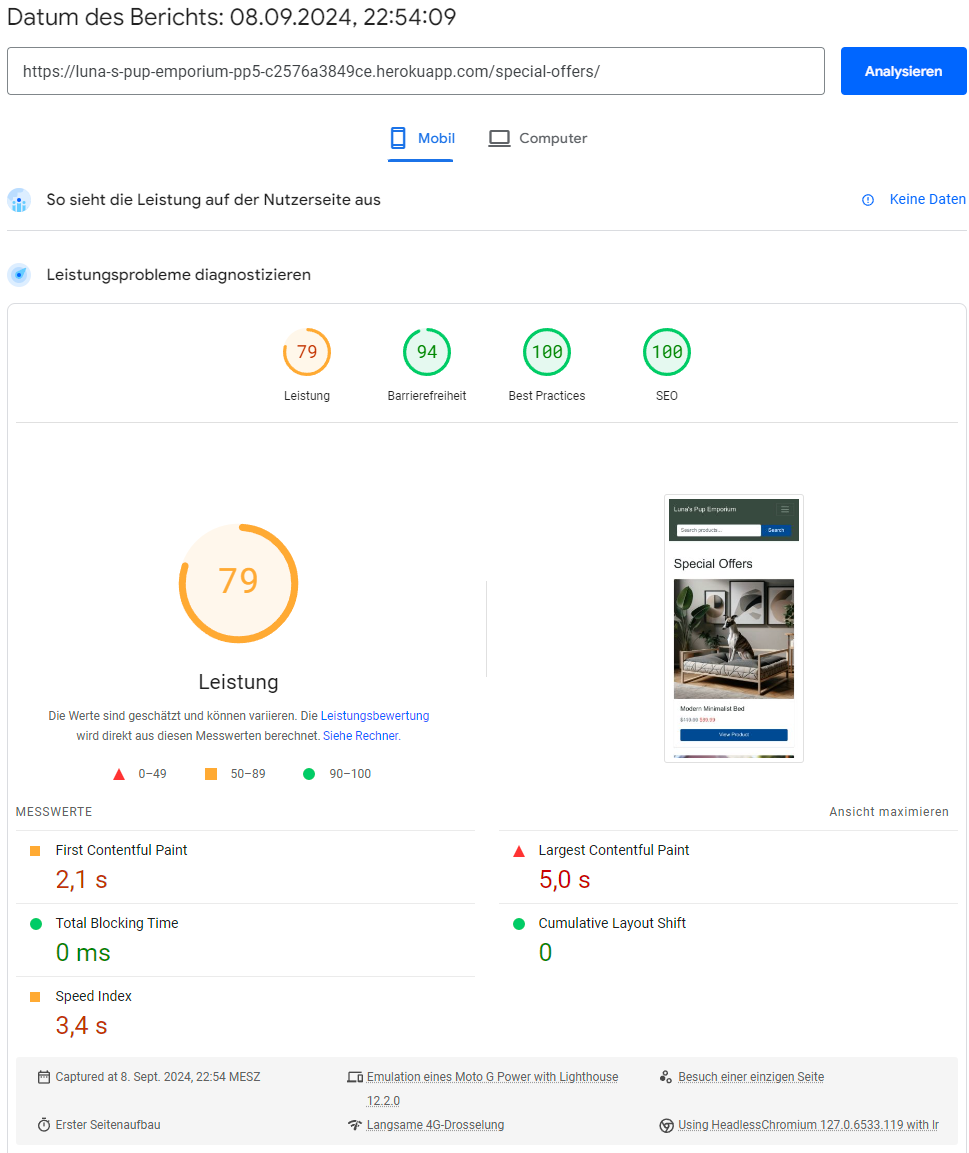 Datum des Berichts: 08.09.2024, 22:54:09
https://luna-s-pup-emporium-pp5-c2576a3849ce.herokuapp.com/special-offers/
Analysieren
Mobil
Computer
So sieht die Leistung auf der Nutzerseite aus
Keine Daten
Leistungsprobleme diagnostizieren
79
94
100
100
Leistung
Barrierefreiheit
Best Practices
SEO
79
Leistung
Die Werte sind geschätzt und können variieren. Die Leistungsbewertung
wird direkt aus diesen Messwerten berechnet. Siehe Rechner.
0–49
50–89
90–100
Luna's Pup Emporium
Search products...
Search
Special Offers
Modern Minimalist Bed
$99.99
View Product
MESSWERTE
Ansicht maximieren
First Contentful Paint
2,1 s
Largest Contentful Paint
5,0 s
Total Blocking Time
0 ms
Cumulative Layout Shift
0
Speed Index
3,4 s
Captured at 8. Sept. 2024, 22:54 MESZ
Emulation eines Moto G Power with Lighthouse
12.2.0
Besuch einer einzigen Seite
Erster Seitenaufbau
Langsame 4G-Drosselung
Using HeadlessChromium 127.0.6533.119 with lr